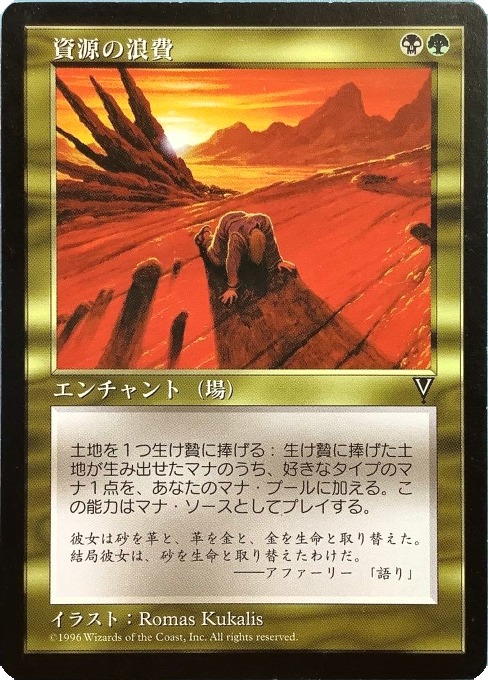 資源の浪費
エンチャント (場)
土地を1つ生け贄に捧げる: 生け贄に捧げた土
地が生み出せたマナのうち、好きなタイプのマ
ナ1点を、あなたのマナ・プールに加える。こ
の能力はマナ・ソースとしてプレイする。
彼女は砂を革と、革を金と、金を生命と取り替えた。
結局彼女は、砂を生命と取り替えたわけだ。
――アファーリー 「語り」
イラスト:Romas Kukalis
©1996 Wizards of the Coast, Inc. All rights reserved.